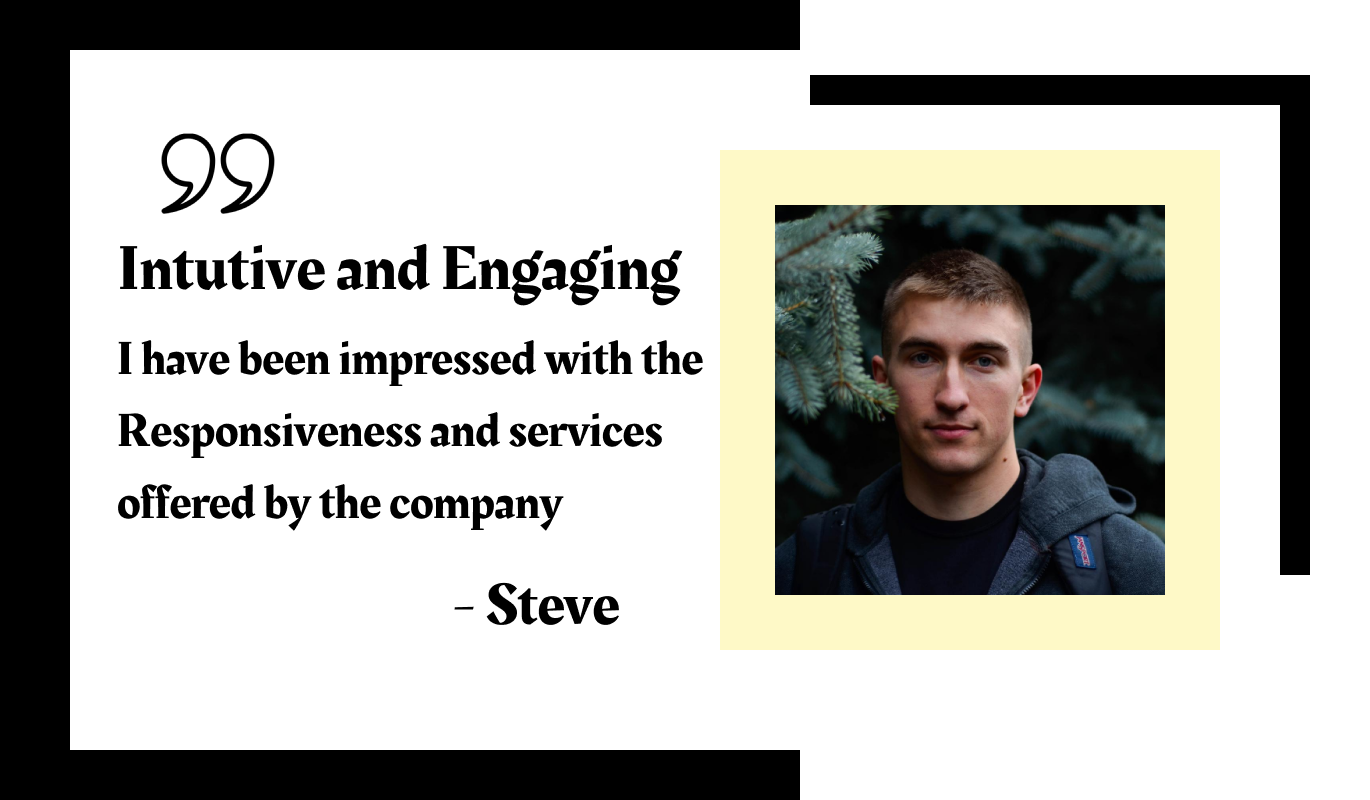 Intutive and Engaging
I have been impressed with the
Responsiveness and services
offered by the company
- Steve